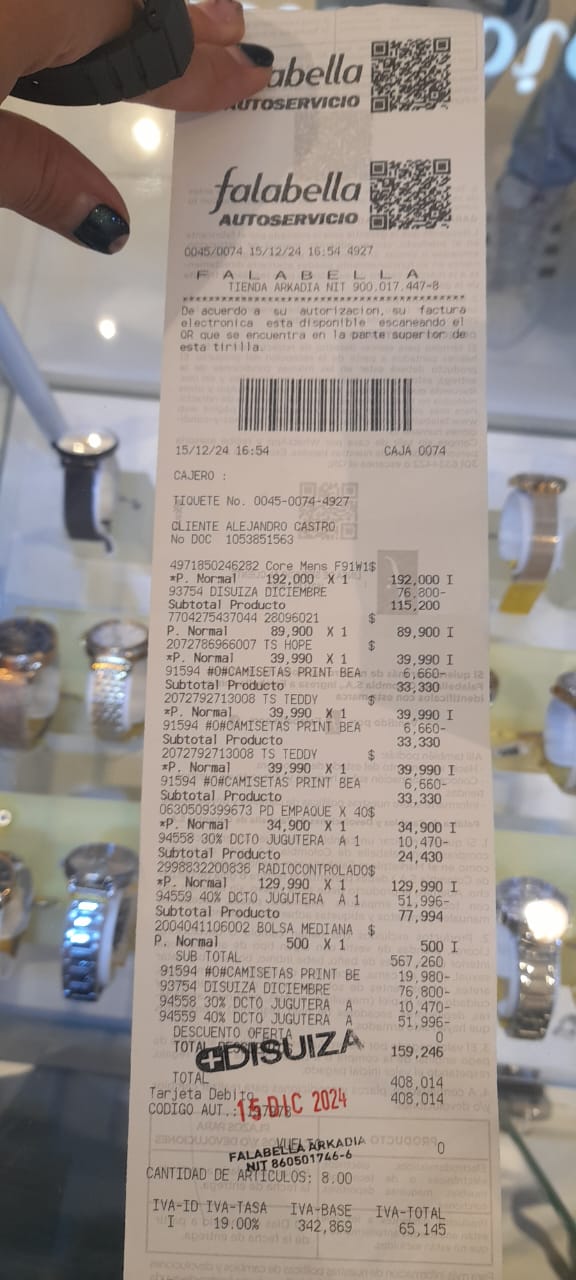 abella
AUTOSERVICIO
falabella
AUTOSERVICIO
0045/0074 15/12/24 16:54 4927
F A L A B E L L A
TIENDA ARKADIA NIT 900.017.447-8
De acuerdo a su autorizacion, su factura
electronica esta disponible escaneando el
QR que se encuentra en la parte superior de
esta tirilla.
15/12/24 16:54 CAJA 0074
CAJERO :
TIQUETE No. 0045-0074-4927
CLIENTE ALEJANDRO CASTRO
No DOC 1053851563
4971850246282 Core Mens F91W1$
*P. Normal 192,000 X 1 192,000 I
93754 DISUIZA DICIEMBRE 76,800-
Subtotal Producto 115,200
7704275437044 28096021 $
P. Normal 89,900 X 1 89,900 I
2072786966007 TS HOPE $
*P. Normal 39,990 X 1 39,990 I
91594 #0#CAMISETAS PRINT BEA 6,660-
Subtotal Producto 33,330
2072792713008 TS TEDDY $
*P. Normal 39,990 X 1 39,990 I
91594 #0#CAMISETAS PRINT BEA 6,660-
Subtotal Producto 33,330
2072792713008 TS TEDDY $
*P. Normal 39,990 X 1 39,990 I
91594 #0#CAMISETAS PRINT BEA 6,660-
Subtotal Producto 33,330
0630509399673 PD EMPAQUE X 40$
*P. Normal 34,900 X 1 34,900 I
94558 30% DCTO JUGUTERA A 1 10,470-
Subtotal Producto 24,430
2998832200836 RADIOCONTROLADO$
*P. Normal 129,990 X 1 129,990 I
94559 40% DCTO JUGUTERA A 1 51,996-
Subtotal Producto 77,994
2004041106002 BOLSA MEDIANA $
P. Normal 500 X 1 500 I
SUB TOTAL 567,260
91594 #0#CAMISETAS PRINT BE 19,980-
93754 DISUIZA DICIEMBRE 76,800-
94558 30% DCTO JUGUTERA A 10,470-
94559 40% DCTO JUGUTERA A 51,996-
DESCUENTO OFERTA 0
TOTAL 159,246
DISUIZA
TOTAL 408,014
Tarjeta Debito 408,014
CODIGO AUT.:
15 DIC 2024
0
FALABELLA ARKADIA
NIT 860501746-6
CANTIDAD DE ARTICULOS: 8.00
IVA-ID IVA-TASA IVA-BASE IVA-TOTAL
I 19.00% 342,869 65,145